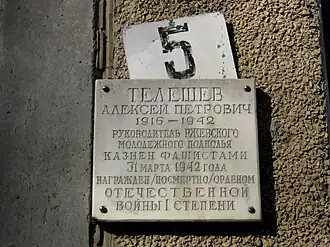 5
ТЕЛЕШЕВ
АЛЕКСЕЙ ПЕТРОВИЧ
1916 — 1942
РУКОВОДИТЕЛЬ РЖЕВСКОГО
МОЛОДЕЖНОГО ПОДПОЛЬЯ
КАЗНЕН ФАШИСТАМИ
31 МАРТА 1942 ГОДА
НАГРАЖДЕН /ПОСМЕРТНО/ ОРДЕНОМ
ОТЕЧЕСТВЕННОЙ
ВОЙНЫ I СТЕПЕНИ